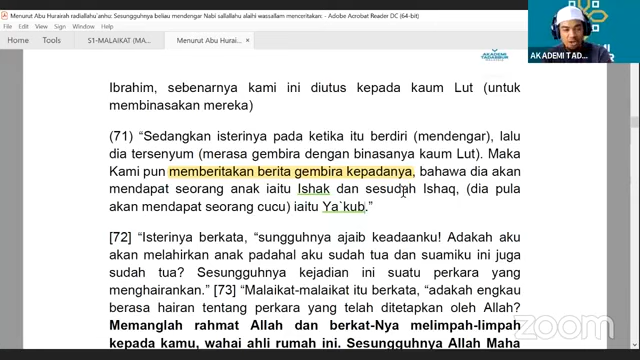 Menurut Abu Hurairah radiallahu'anhu: Sesungguhnya beliau mendengar Nabi sallallahu alaihi wassallam menceritakan: - Adobe Acrobat Reader DC (64-bit)
File Edit View Sign Window Help
Home Tools S1-MALAIKAT (MA... Menurut Abu Hurai... ×
AKADEMI TADABBUR
AKADEMI TAD...
Ibrahim, sebenarnya kami ini diutus kepada kaum Lut (untuk
membinasakan mereka)
(71) “Sedangkan isterinya pada ketika itu berdiri (mendengar), lalu
dia tersenyum (merasa gembira dengan binasanya kaum Lut). Maka
Kami pun memberitakan berita gembira kepadanya, bahawa dia akan
mendapat seorang anak iaitu Ishak dan sesudah Ishaq, (dia pula
akan mendapat seorang cucu) iaitu Ya`kub.”
[72] “Isterinya berkata, “sungguhnya ajaib keadaanku! Adakah aku
akan melahirkan anak padahal aku sudah tua dan suamiku ini juga
sudah tua? Sesungguhnya kejadian ini suatu perkara yang
menghairankan.” [73] “Malaikat-malaikat itu berkata, “adakah engkau
berasa hairan tentang perkara yang telah ditetapkan oleh Allah?
Memanglah rahmat Allah dan berkat-Nya melimpah-limpah
kepada kamu, wahai ahli rumah ini. Sesungguhnya Allah Maha
zoom